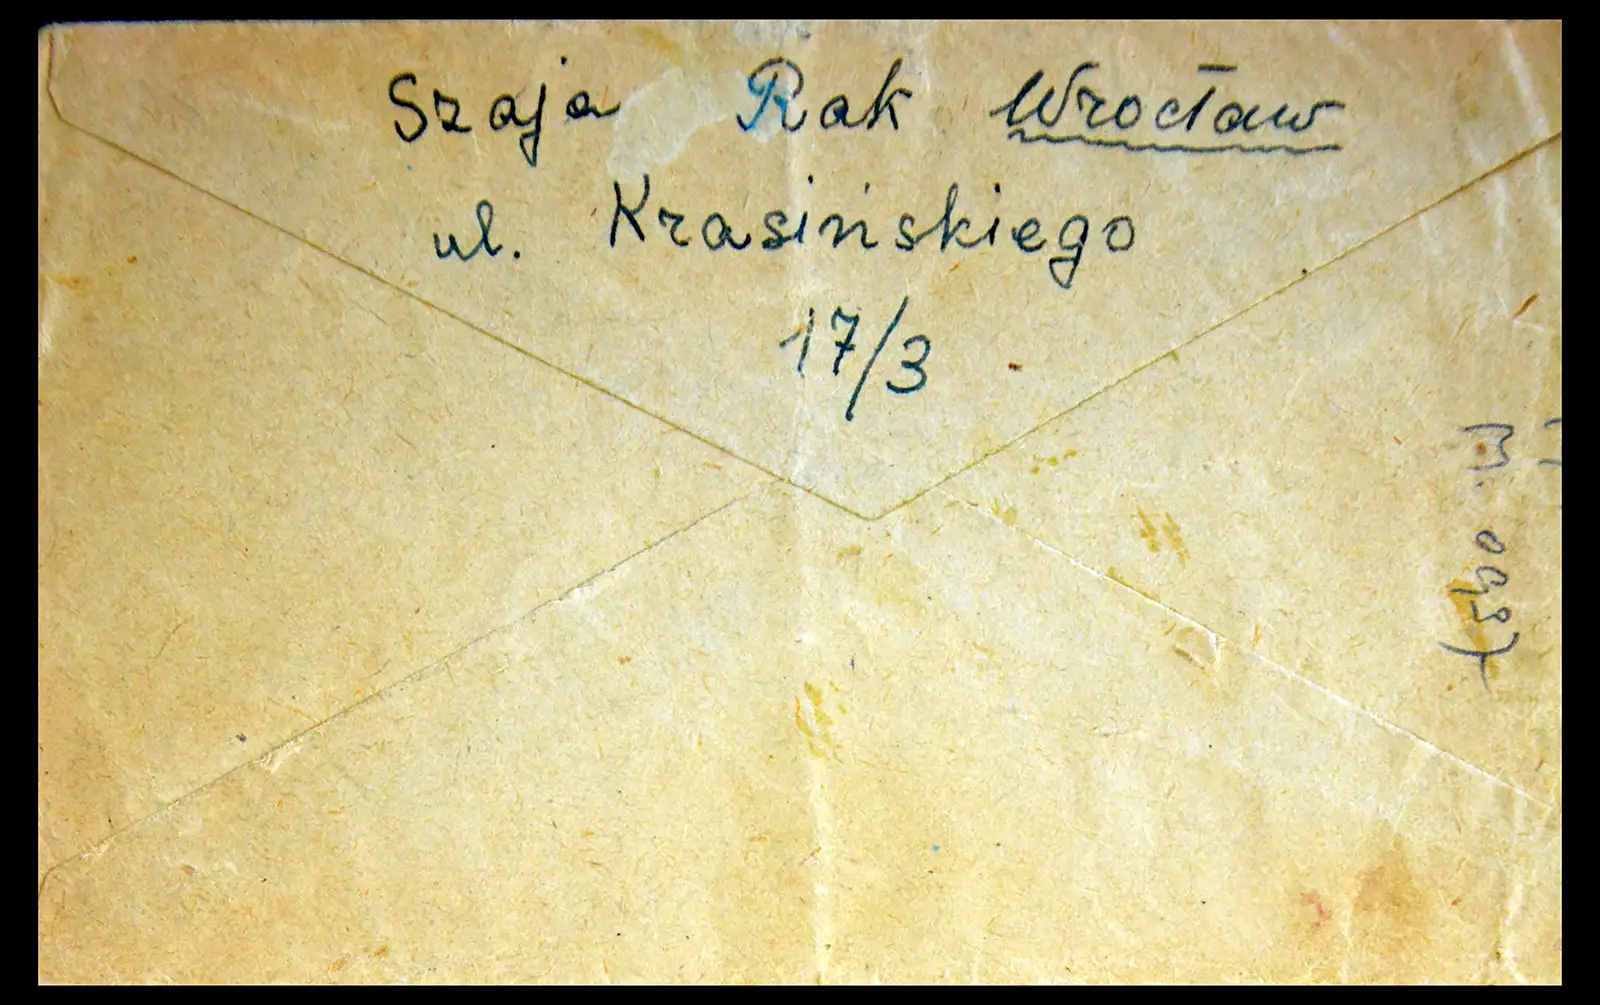 Szaja Rak Wrocław
ul. Krasińskiego
17/3